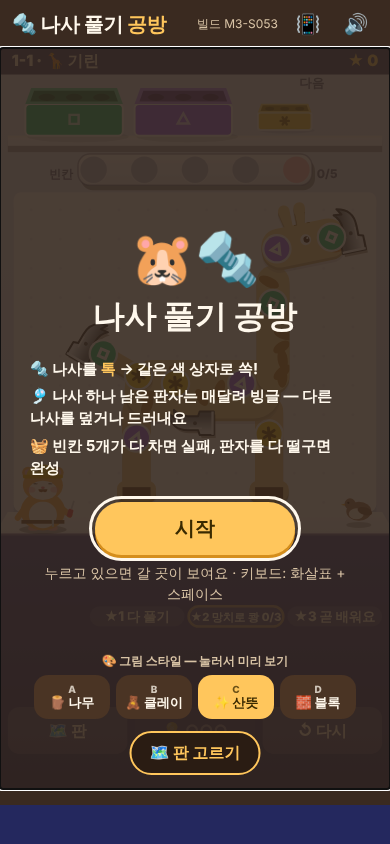 🔩 나사 풀기 공방 빌드 M3-S053 📳 🔊
1-1 · 🦒 기린 ★ 0
다음
빈칸 0/5
나사 풀기 공방
🔩 나사를 톡 → 같은 색 상자로 쏙!
🎐 나사 하나 남은 판자는 매달려 빙글 — 다른
나사를 덮거나 드러내요
🧺 빈칸 5개가 다 차면 실패, 판자를 다 떨구면
완성
시작
누르고 있으면 갈 곳이 보여요 · 키보드: 화살표 +
스페이스
★1 다 풀기 ★2 망치로 쾅 0/3 ★3 곧 배워요
🎨 그림 스타일 — 눌러서 미리 보기
A B C D
🪵 나무 🧸 클레이 ✨ 산뜻 🧱 블록
🗺️ 판 ↺ 다시
🗺️ 판 고르기